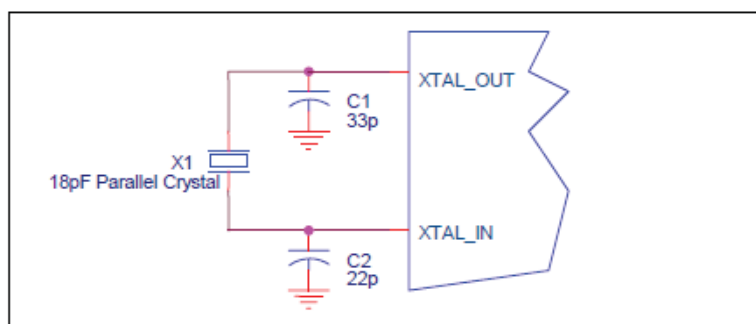 XTAL_OUT
C1
33p
X1
18pF Parallel Crystal
XTAL_IN
C2
22p